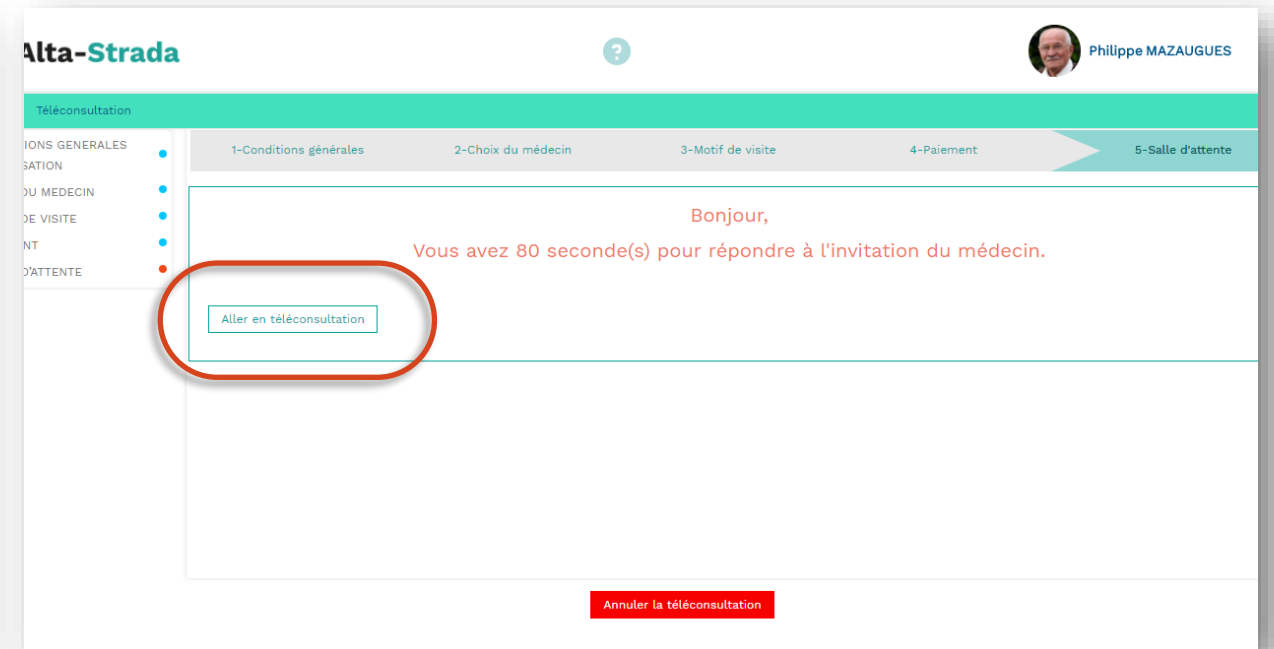 Alta-Strada
?
Philippe MAZAUGUES
Téléconsultation
IONS GENERALES
SATION
DU MEDECIN
DE VISITE
NT
D'ATTENTE
1-Conditions générales
2-Choix du médecin
3-Motif de visite
4-Paiement
5-Salle d'attente
Bonjour,
Vous avez 80 seconde(s) pour répondre à l'invitation du médecin.
Aller en téléconsultation
Annuler la téléconsultation